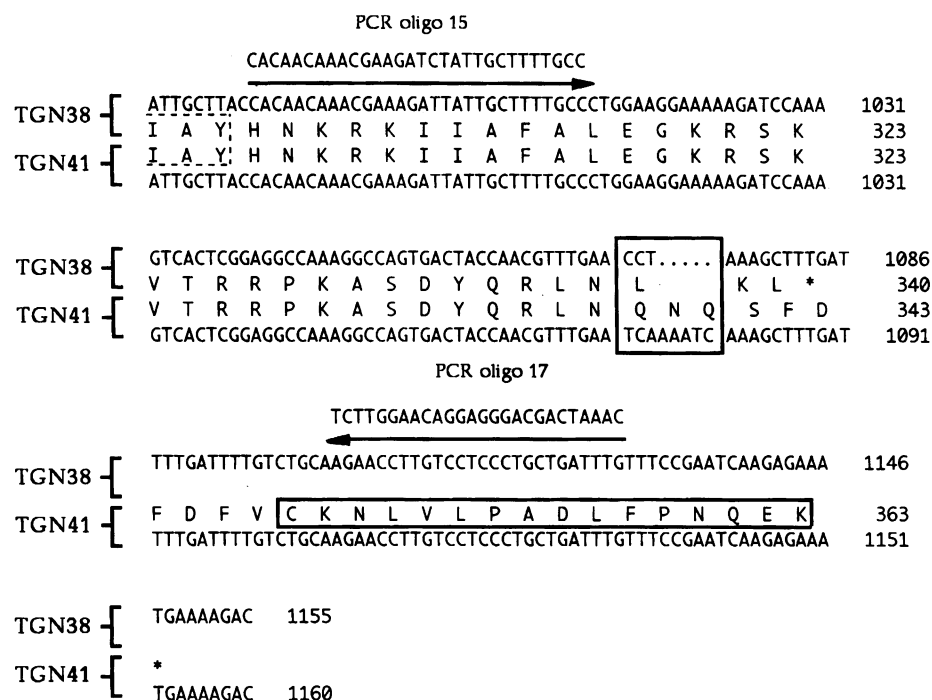 PCR oligo 15
CACAACAAACGAAGATCTATTGCTTTTGCC
TGN38
ATTGCTTACCACAACAAACGAAAGATTATTGCTTTTGCCCTGGAAGGAAAAAGATCCAAA 1031
I A Y H N K R K I I A F A L E G K R S K 323
TGN41
I A Y H N K R K I I A F A L E G K R S K 323
ATTGCTTACCACAACAAACGAAAGATTATTGCTTTTGCCCTGGAAGGAAAAAGATCCAAA 1031
TGN38
GTCACTCGGAGGCCAAAGGCCAGTGACTACCAACGTTTGAA CCT..... AAAGCTTTGAT 1086
V T R R P K A S D Y Q R L N L K L * 340
TGN41
V T R R P K A S D Y Q R L N Q N Q S F D 343
GTCACTCGGAGGCCAAAGGCCAGTGACTACCAACGTTTGAA TCAAAATC AAAGCTTTGAT 1091
PCR oligo 17
TCTTGGAACAGGAGGGACGACTAAAC
TGN38
TTTGATTTTGTCTGCAAGAACCTTGTCCTCCCTGCTGATTTGTTTCCGAATCAAGAGAAA 1146
TGN41
F D F V C K N L V L P A D L F P N Q E K 363
TTTGATTTTGTCTGCAAGAACCTTGTCCTCCCTGCTGATTTGTTTCCGAATCAAGAGAAA 1151
TGN38
TGAAAAGAC 1155
TGN41
*
TGAAAAGAC 1160